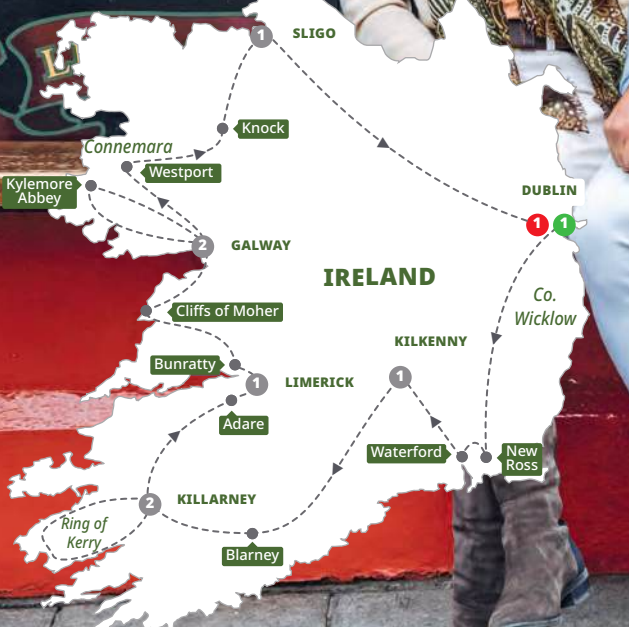 1
SLIGO
Knock
Connemara
Westport
Kylemore
Abbey
DUBLIN
1
1
2
GALWAY
IRELAND
Co.
Wicklow
Cliffs of Moher
KILKENNY
Bunratty
1
LIMERICK
1
Adare
Waterford
New
Ross
2
KILLARNEY
Ring of
Kerry
Blarney